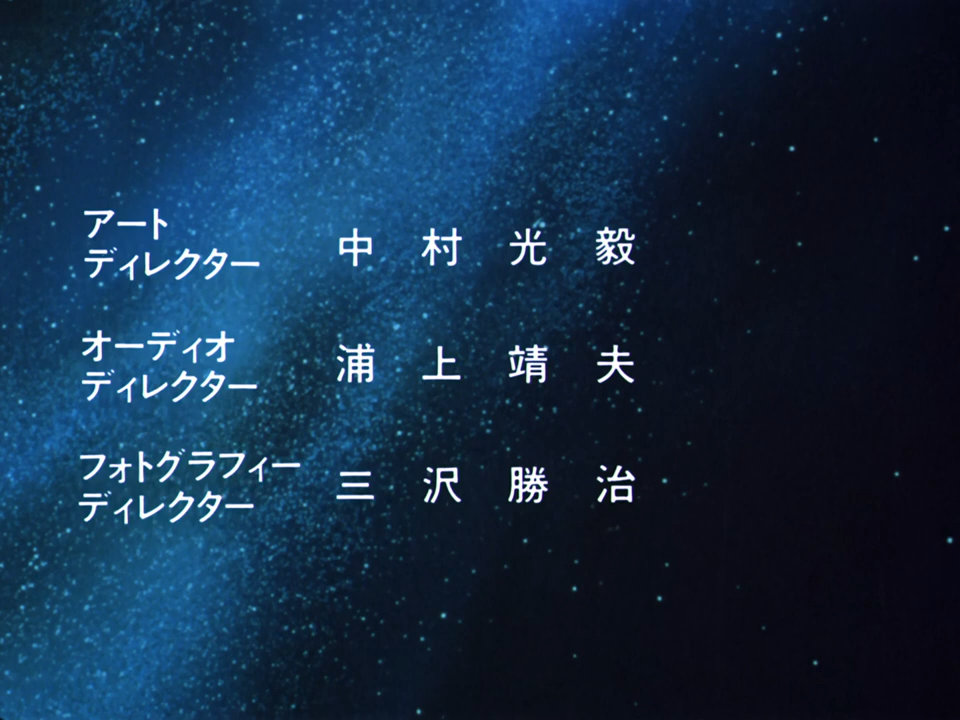 アート
ディレクター
中村光毅
オーディオ
ディレクター
浦上靖夫
フォトグラフィー
ディレクター
三沢勝治